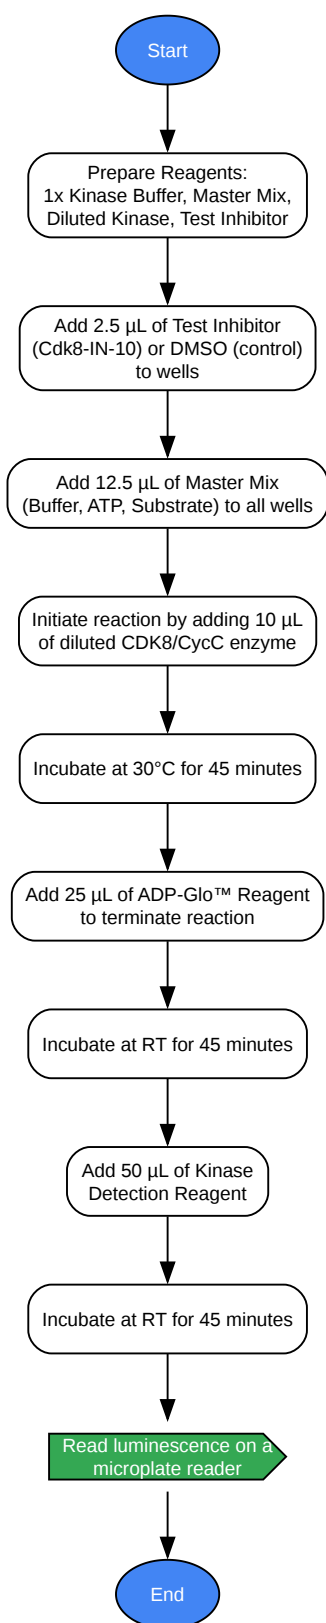 Start
Prepare Reagents:
1x Kinase Buffer, Master Mix,
Diluted Kinase, Test Inhibitor
Add 2.5 µL of Test Inhibitor
(Cdk8-IN-10) or DMSO (control)
to wells
Add 12.5 µL of Master Mix
(Buffer, ATP, Substrate) to all wells
Initiate reaction by adding 10 µL
of diluted CDK8/CycC enzyme
Incubate at 30°C for 45 minutes
Add 25 µL of ADP-Glo™ Reagent
to terminate reaction
Incubate at RT for 45 minutes
Add 50 µL of Kinase
Detection Reagent
Incubate at RT for 45 minutes
Read luminescence on a
microplate reader
End